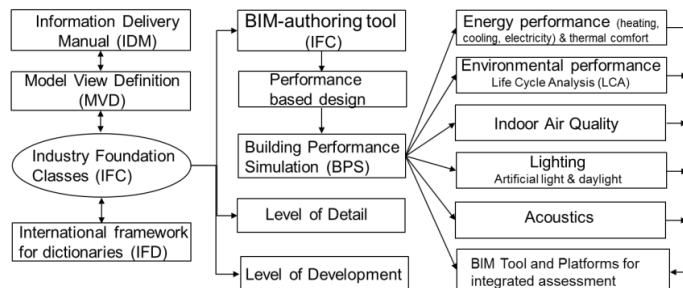 Information Delivery
Manual (IDM)
Model View Definition
(MVD)
Industry Foundation
Classes (IFC)
International framework
for dictionaries (IFD)
BIM-authoring tool
(IFC)
Performance
based design
Building Performance
Simulation (BPS)
Level of Detail
Level of Development
Energy performance (heating,
cooling, electricity) & thermal comfort
Environmental performance
Life Cycle Analysis (LCA)
Indoor Air Quality
Lighting
Artificial light & daylight
Acoustics
BIM Tool and Platforms for
integrated assessment